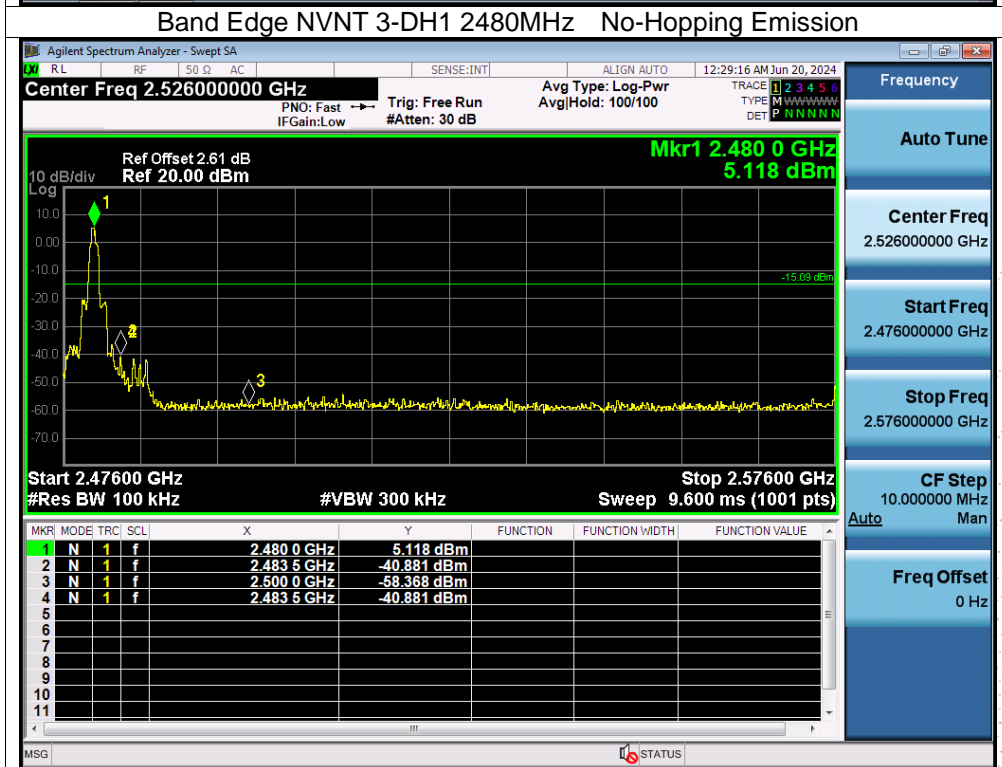 Band Edge NVNT 3-DH1 2480MHz No-Hopping Emission
Agilent Spectrum Analyzer - Swept SA
LXI RL RF 50 Ω AC SENSE:INT ALIGN AUTO 12:29:16 AM Jun 20, 2024
Center Freq 2.526000000 GHz
PNO: Fast
IFGain:Low
Trig: Free Run
#Atten: 30 dB
Avg Type: Log-Pwr
Avg|Hold: 100/100
TRACE 1 2 3 4 5 6
TYPE M WWWWW
DET P N N N N N
Frequency
Mkr1 2.480 0 GHz
5.118 dBm
Ref Offset 2.61 dB
10 dB/div Ref 20.00 dBm
Log
10.0
0.00
-10.0
-20.0
-30.0
-40.0
-50.0
-60.0
-70.0
1
2
3
-15.09 dBm
Start 2.47600 GHz Stop 2.57600 GHz
#Res BW 100 kHz #VBW 300 kHz Sweep 9.600 ms (1001 pts)
MKR MODE TRC SCL X Y FUNCTION FUNCTION WIDTH FUNCTION VALUE
1 N 1 f 2.480 0 GHz 5.118 dBm
2 N 1 f 2.483 5 GHz -40.881 dBm
3 N 1 f 2.500 0 GHz -58.368 dBm
4 N 1 f 2.483 5 GHz -40.881 dBm
5
6
7
8
9
10
11
Auto Tune
Center Freq
2.526000000 GHz
Start Freq
2.476000000 GHz
Stop Freq
2.576000000 GHz
CF Step
10.000000 MHz
Auto Man
Freq Offset
0 Hz
MSG STATUS